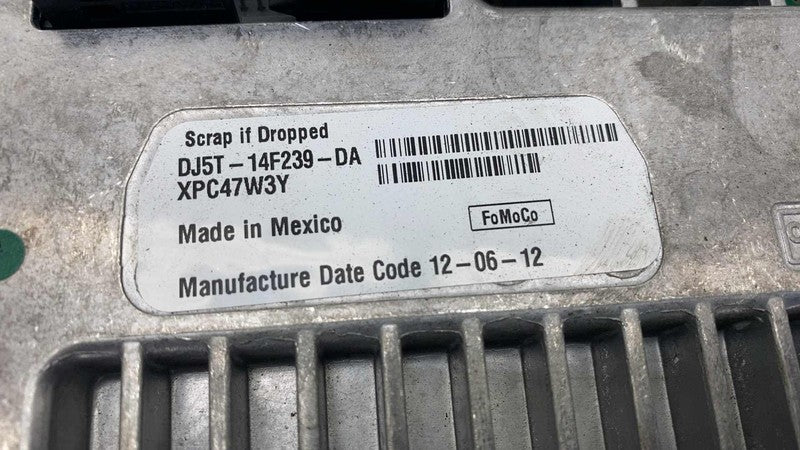 Scrap if Dropped
DJ5T-14F239-DA
XPC47W3Y
Made in Mexico
FoMoCo
Manufacture Date Code 12-06-12